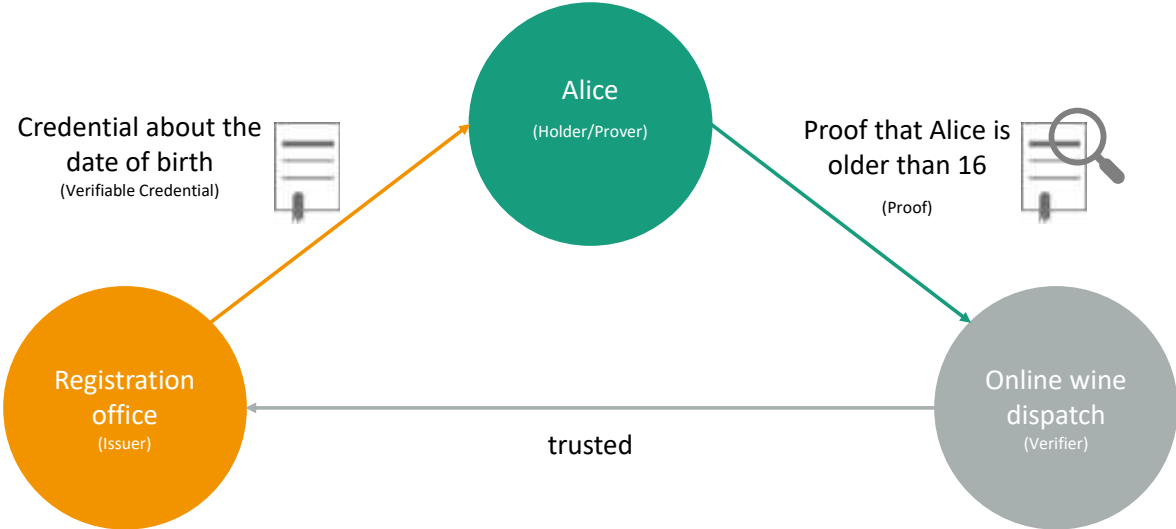 Alice
(Holder/Prover)
Credential about the
date of birth
(Verifiable Credential)
Proof that Alice is
older than 16
(Proof)
Registration
office
(Issuer)
Online wine
dispatch
(Verifier)
trusted